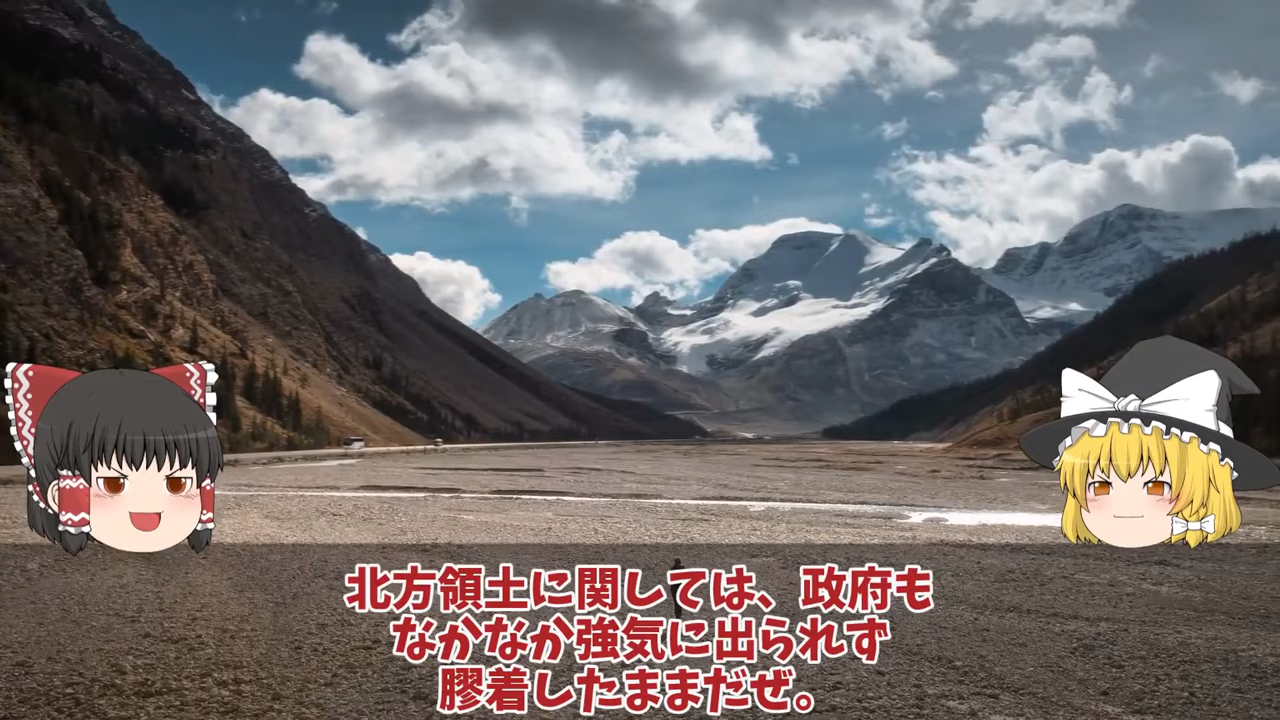 北方領土に関しては、政府も
なかなか強気に出られず
膠着したままだぜ。